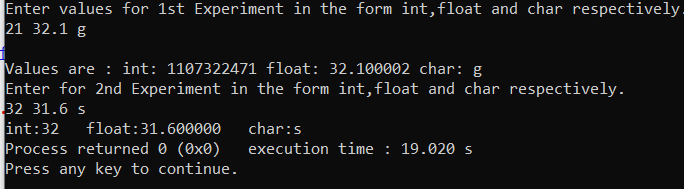 Enter values for 1st Experiment in the form int,float and char respectively.
21 32.1 g
Values are : int: 1107322471 float: 32.100002 char: g
Enter for 2nd Experiment in the form int,float and char respectively.
32 31.6 s
int:32   float:31.600000   char:s
Process returned 0 (0x0)   execution time : 19.020 s
Press any key to continue.